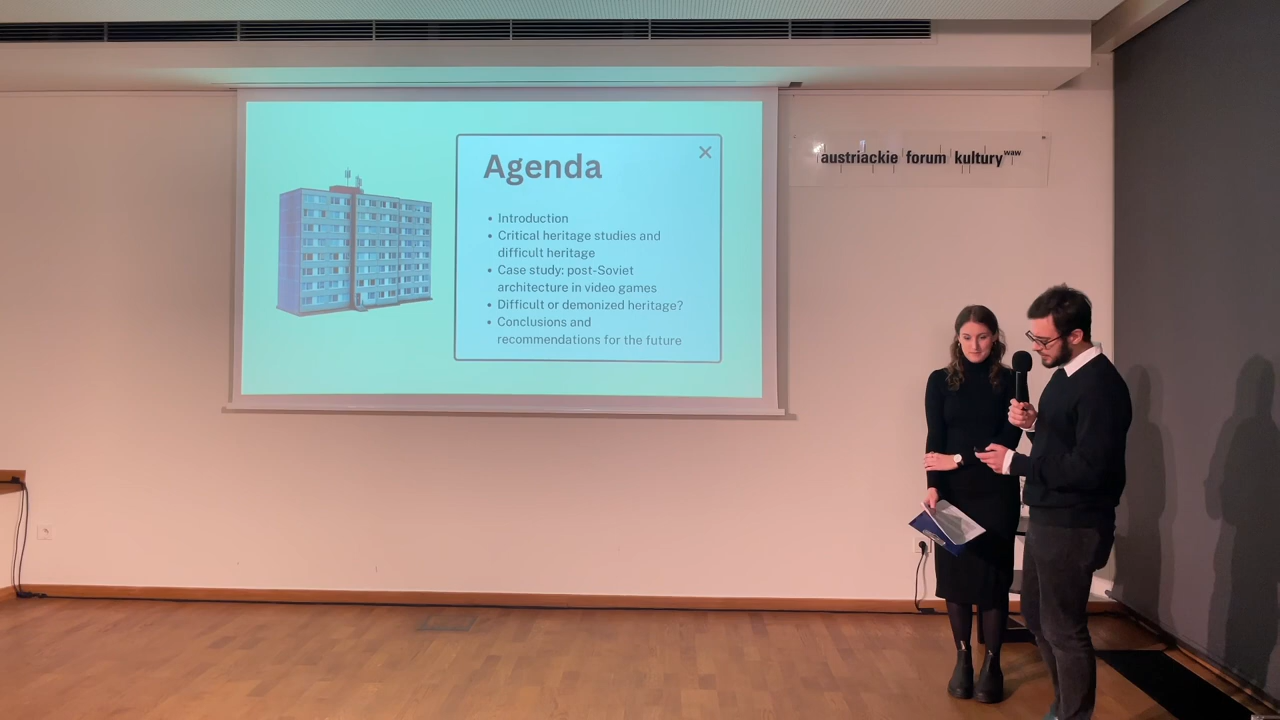 Agenda
• Introduction
• Critical heritage studies and
difficult heritage
• Case study: post-Soviet
architecture in video games
• Difficult or demonized heritage?
• Conclusions and
recommendations for the future
austriackie forum kultury waw